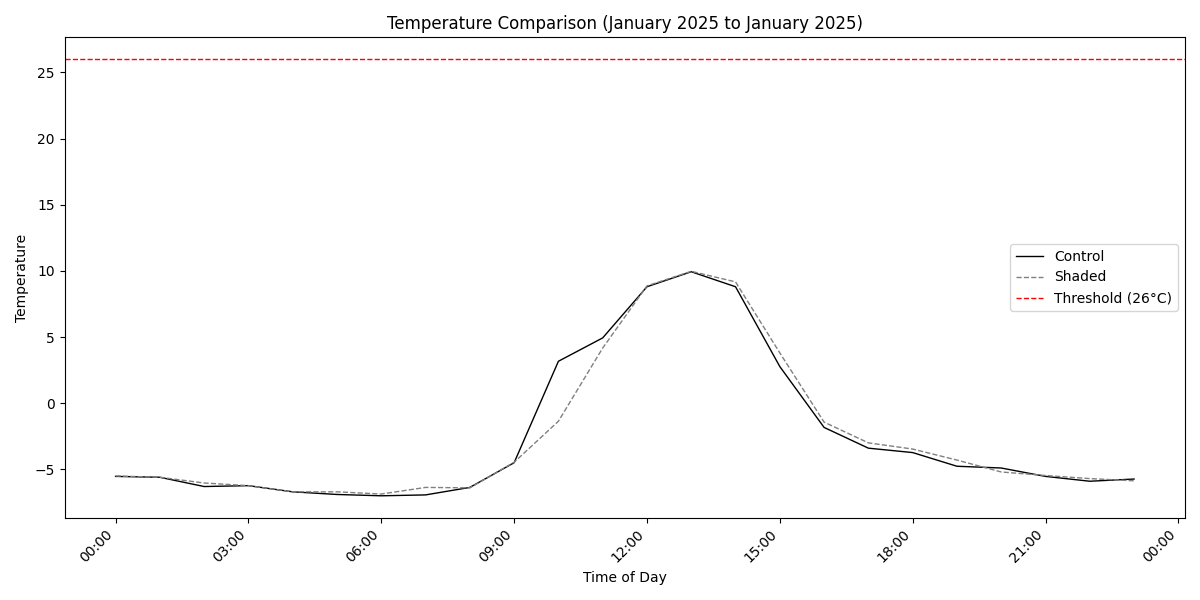 Temperature Comparison (January 2025 to January 2025)
Temperature
25
20
15
10
5
0
−5
Control
Shaded
Threshold (26°C)
00:00
03:00
06:00
09:00
12:00
15:00
18:00
21:00
00:00
Time of Day